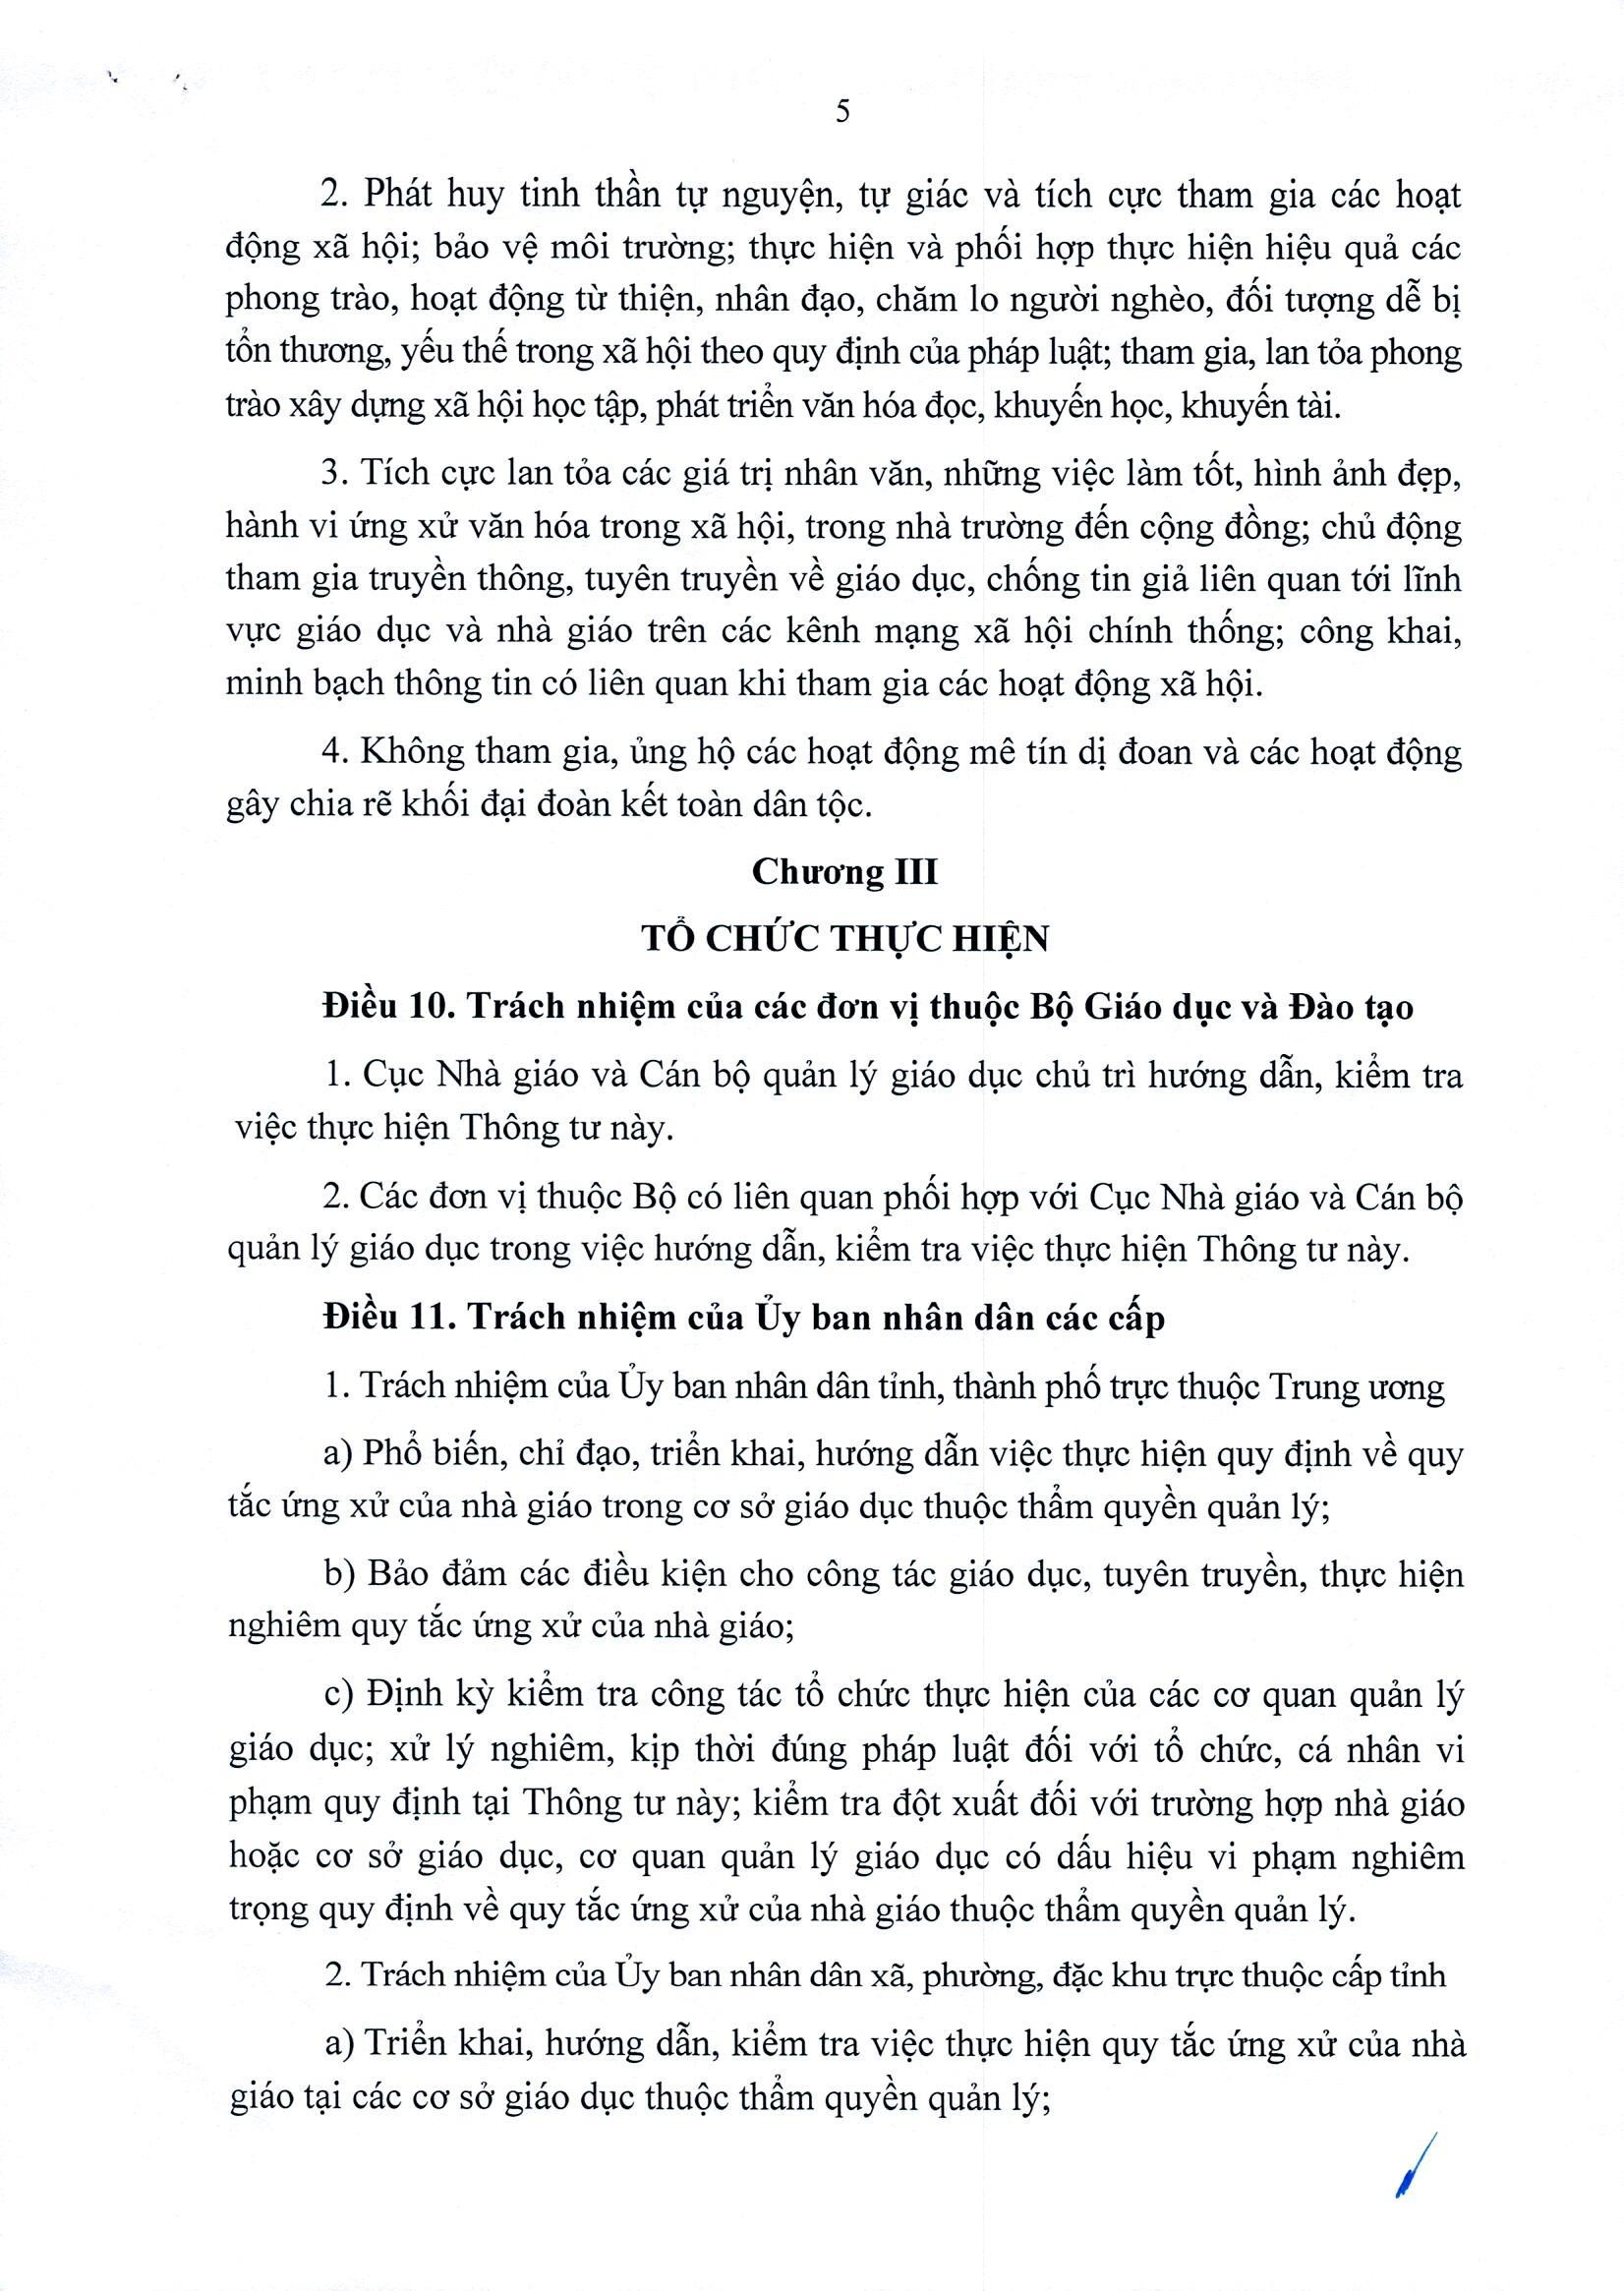 5
2. Phát huy tinh thần tự nguyện, tự giác và tích cực tham gia các hoạt
động xã hội; bảo vệ môi trường; thực hiện và phối hợp thực hiện hiệu quả các
phong trào, hoạt động từ thiện, nhân đạo, chăm lo người nghèo, đối tượng dễ bị
tổn thương, yếu thế trong xã hội theo quy định của pháp luật; tham gia, lan tỏa phong
trào xây dựng xã hội học tập, phát triển văn hóa đọc, khuyến học, khuyến tài.
3. Tích cực lan tỏa các giá trị nhân văn, những việc làm tốt, hình ảnh đẹp,
hành vi ứng xử văn hóa trong xã hội, trong nhà trường đến cộng đồng; chủ động
tham gia truyền thông, tuyên truyền về giáo dục, chống tin giả liên quan tới lĩnh
vực giáo dục và nhà giáo trên các kênh mạng xã hội chính thống; công khai,
minh bạch thông tin có liên quan khi tham gia các hoạt động xã hội.
4. Không tham gia, ủng hộ các hoạt động mê tín dị đoan và các hoạt động
gây chia rẽ khối đại đoàn kết toàn dân tộc.
Chương III
TỔ CHỨC THỰC HIỆN
Điều 10. Trách nhiệm của các đơn vị thuộc Bộ Giáo dục và Đào tạo
1. Cục Nhà giáo và Cán bộ quản lý giáo dục chủ trì hướng dẫn, kiểm tra
việc thực hiện Thông tư này.
2. Các đơn vị thuộc Bộ có liên quan phối hợp với Cục Nhà giáo và Cán bộ
quản lý giáo dục trong việc hướng dẫn, kiểm tra việc thực hiện Thông tư này.
Điều 11. Trách nhiệm của Ủy ban nhân dân các cấp
1. Trách nhiệm của Ủy ban nhân dân tỉnh, thành phố trực thuộc Trung ương
a) Phổ biến, chỉ đạo, triển khai, hướng dẫn việc thực hiện quy định về quy
tắc ứng xử của nhà giáo trong cơ sở giáo dục thuộc thẩm quyền quản lý;
b) Bảo đảm các điều kiện cho công tác giáo dục, tuyên truyền, thực hiện
nghiêm quy tắc ứng xử của nhà giáo;
c) Định kỳ kiểm tra công tác tổ chức thực hiện của các cơ quan quản lý
giáo dục; xử lý nghiêm, kịp thời đúng pháp luật đối với tổ chức, cá nhân vi
phạm quy định tại Thông tư này; kiểm tra đột xuất đối với trường hợp nhà giáo
hoặc cơ sở giáo dục, cơ quan quản lý giáo dục có dấu hiệu vi phạm nghiêm
trọng quy định về quy tắc ứng xử của nhà giáo thuộc thẩm quyền quản lý.
2. Trách nhiệm của Ủy ban nhân dân xã, phường, đặc khu trực thuộc cấp tỉnh
a) Triển khai, hướng dẫn, kiểm tra việc thực hiện quy tắc ứng xử của nhà
giáo tại các cơ sở giáo dục thuộc thẩm quyền quản lý;